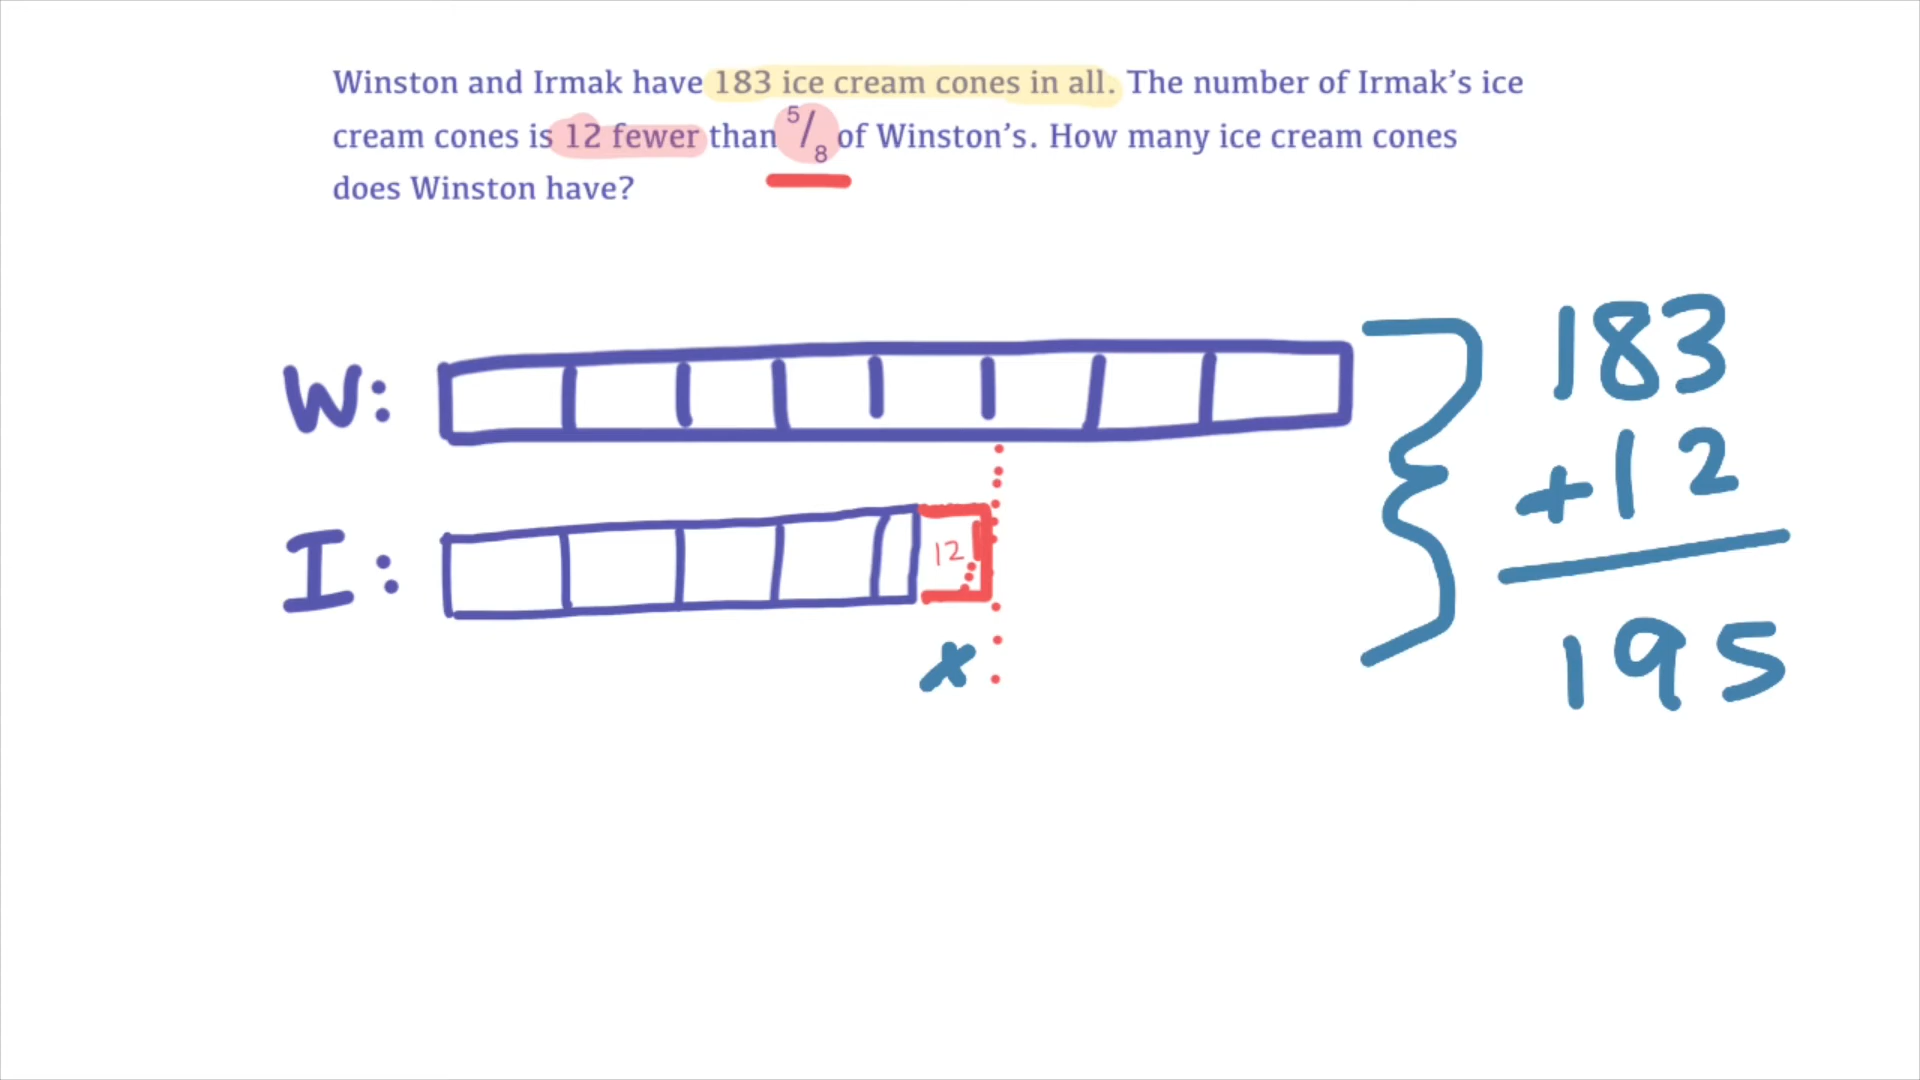 Winston and Irmak have 183 ice cream cones in all. The number of Irmak's ice
cream cones is 12 fewer than 5/8 of Winston's. How many ice cream cones
does Winston have?
W:
I:
12
x
183
+12
195